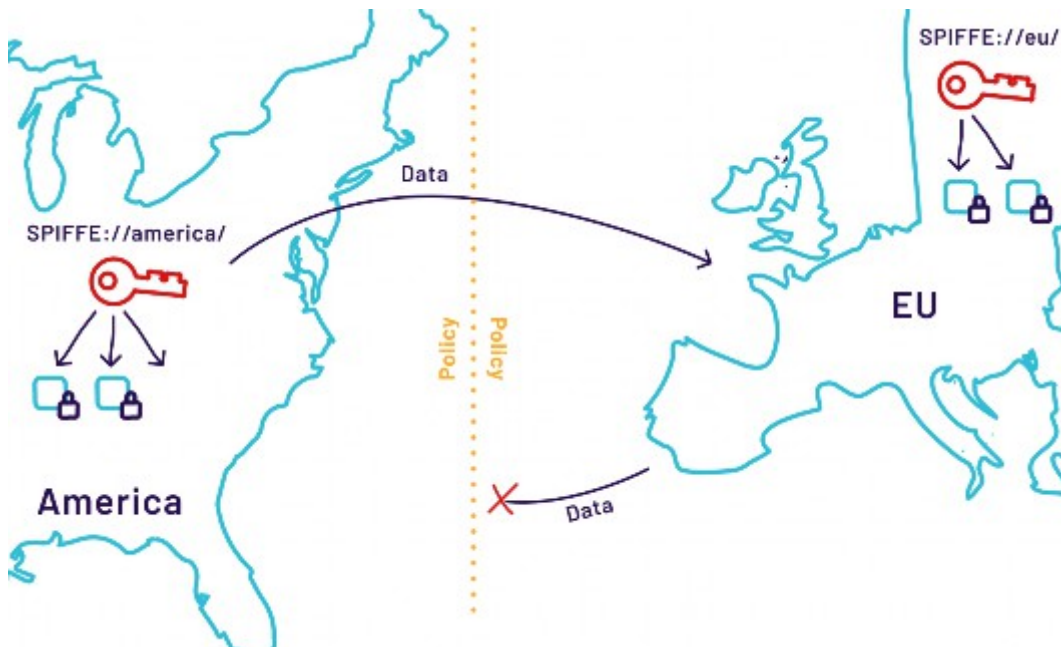 SPIFFE://eu/
Data
SPIFFE://america/
EU
Policy
Policy
America
Data